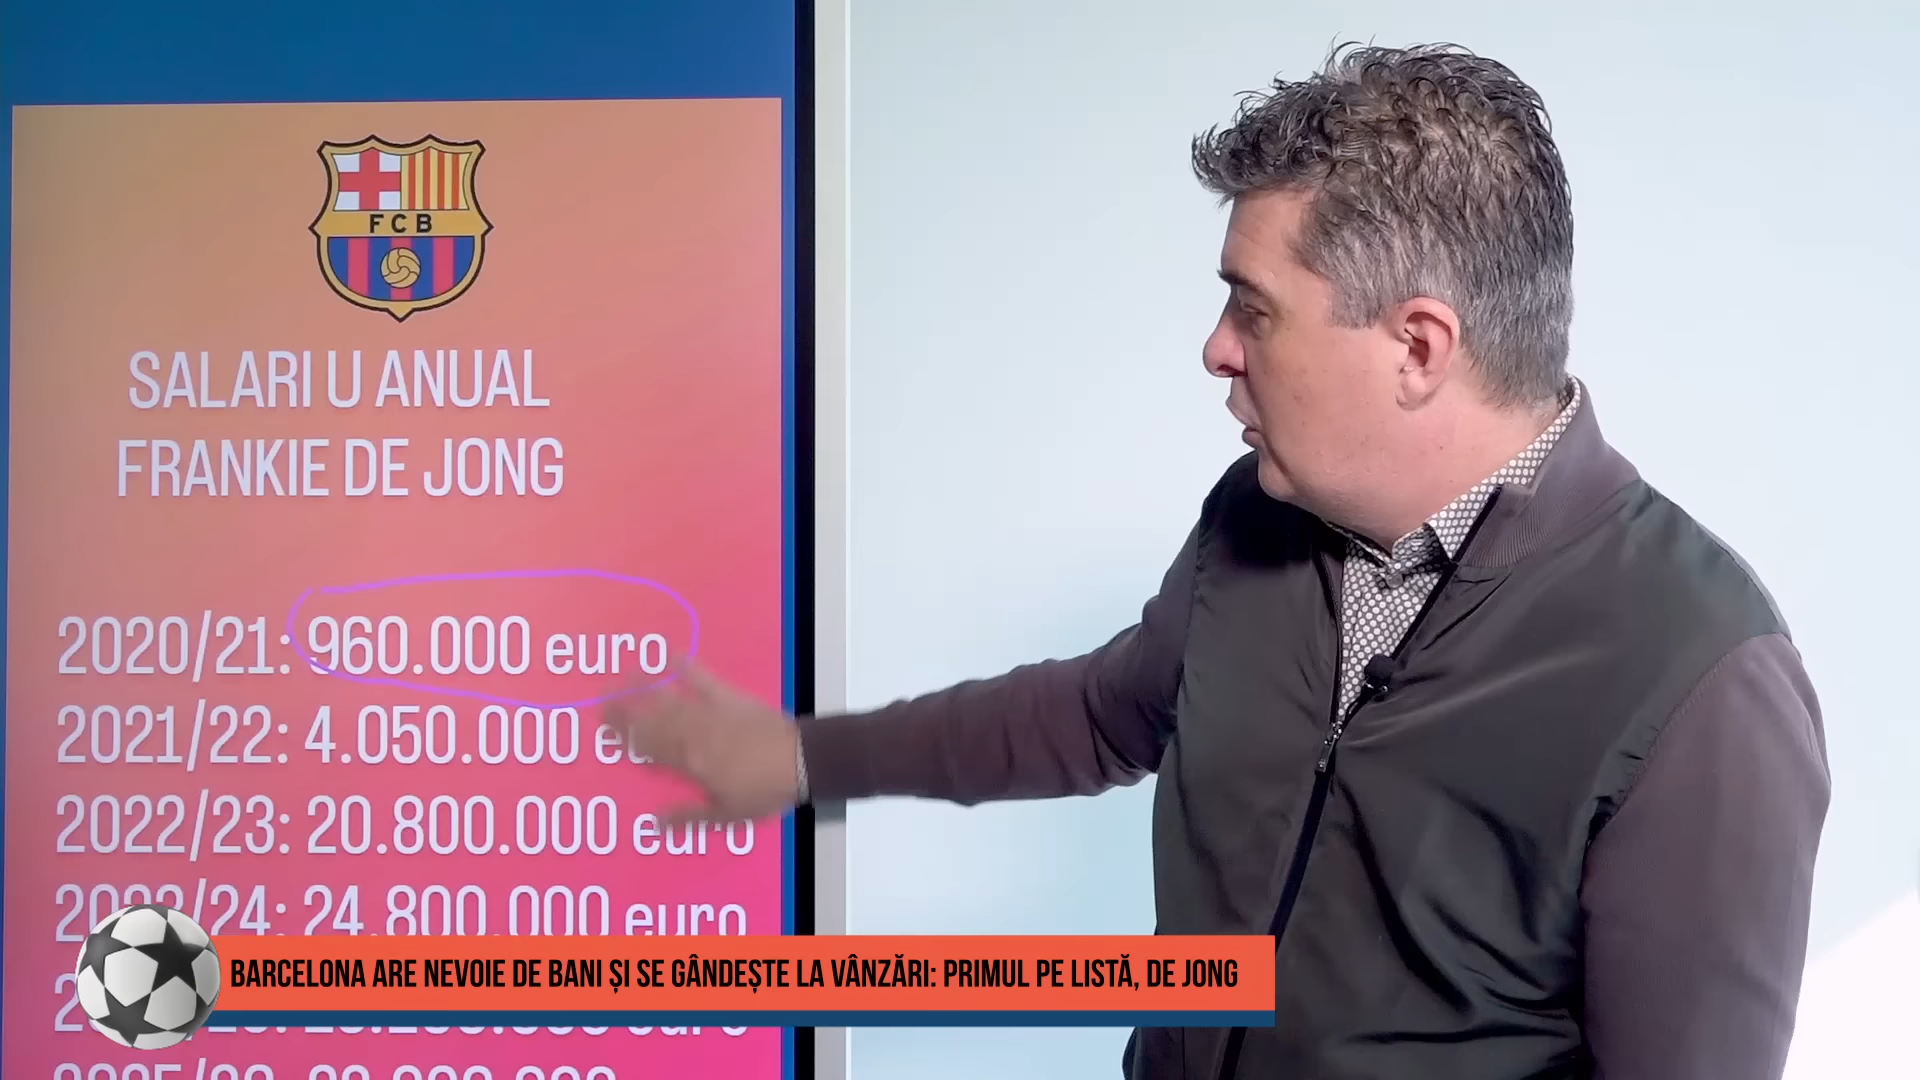 FCB
SALARI U ANUAL
FRANKIE DE JONG
2020/21: 960.000 euro
2021/22: 4.050.000
2022/23: 20.800.000 euro
2023/24: 24.800.000 euro
BARCELONA ARE NEVOIE DE BANI ȘI SE GÂNDEȘTE LA VÂNZĂRI: PRIMUL PE LISTĂ, DE JONG